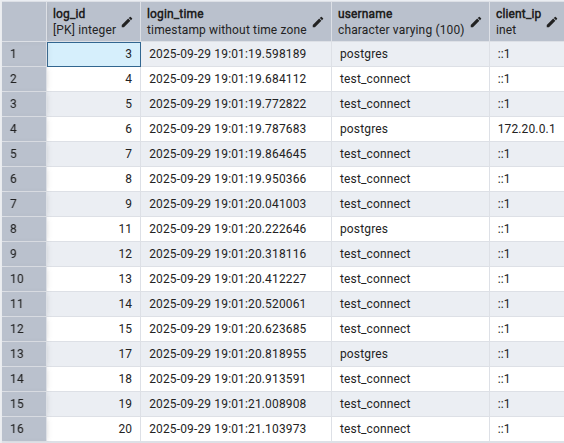 log_id login_time username client_ip
[PK] integer timestamp without time zone character varying (100) inet
1 3 2025-09-29 19:01:19.598189 postgres ::1
2 4 2025-09-29 19:01:19.684112 test_connect ::1
3 5 2025-09-29 19:01:19.772822 test_connect ::1
4 6 2025-09-29 19:01:19.787683 postgres 172.20.0.1
5 7 2025-09-29 19:01:19.864645 test_connect ::1
6 8 2025-09-29 19:01:19.950366 test_connect ::1
7 9 2025-09-29 19:01:20.041003 test_connect ::1
8 11 2025-09-29 19:01:20.222646 postgres ::1
9 12 2025-09-29 19:01:20.318116 test_connect ::1
10 13 2025-09-29 19:01:20.412227 test_connect ::1
11 14 2025-09-29 19:01:20.520061 test_connect ::1
12 15 2025-09-29 19:01:20.623685 test_connect ::1
13 17 2025-09-29 19:01:20.818955 postgres ::1
14 18 2025-09-29 19:01:20.913591 test_connect ::1
15 19 2025-09-29 19:01:21.008908 test_connect ::1
16 20 2025-09-29 19:01:21.103973 test_connect ::1